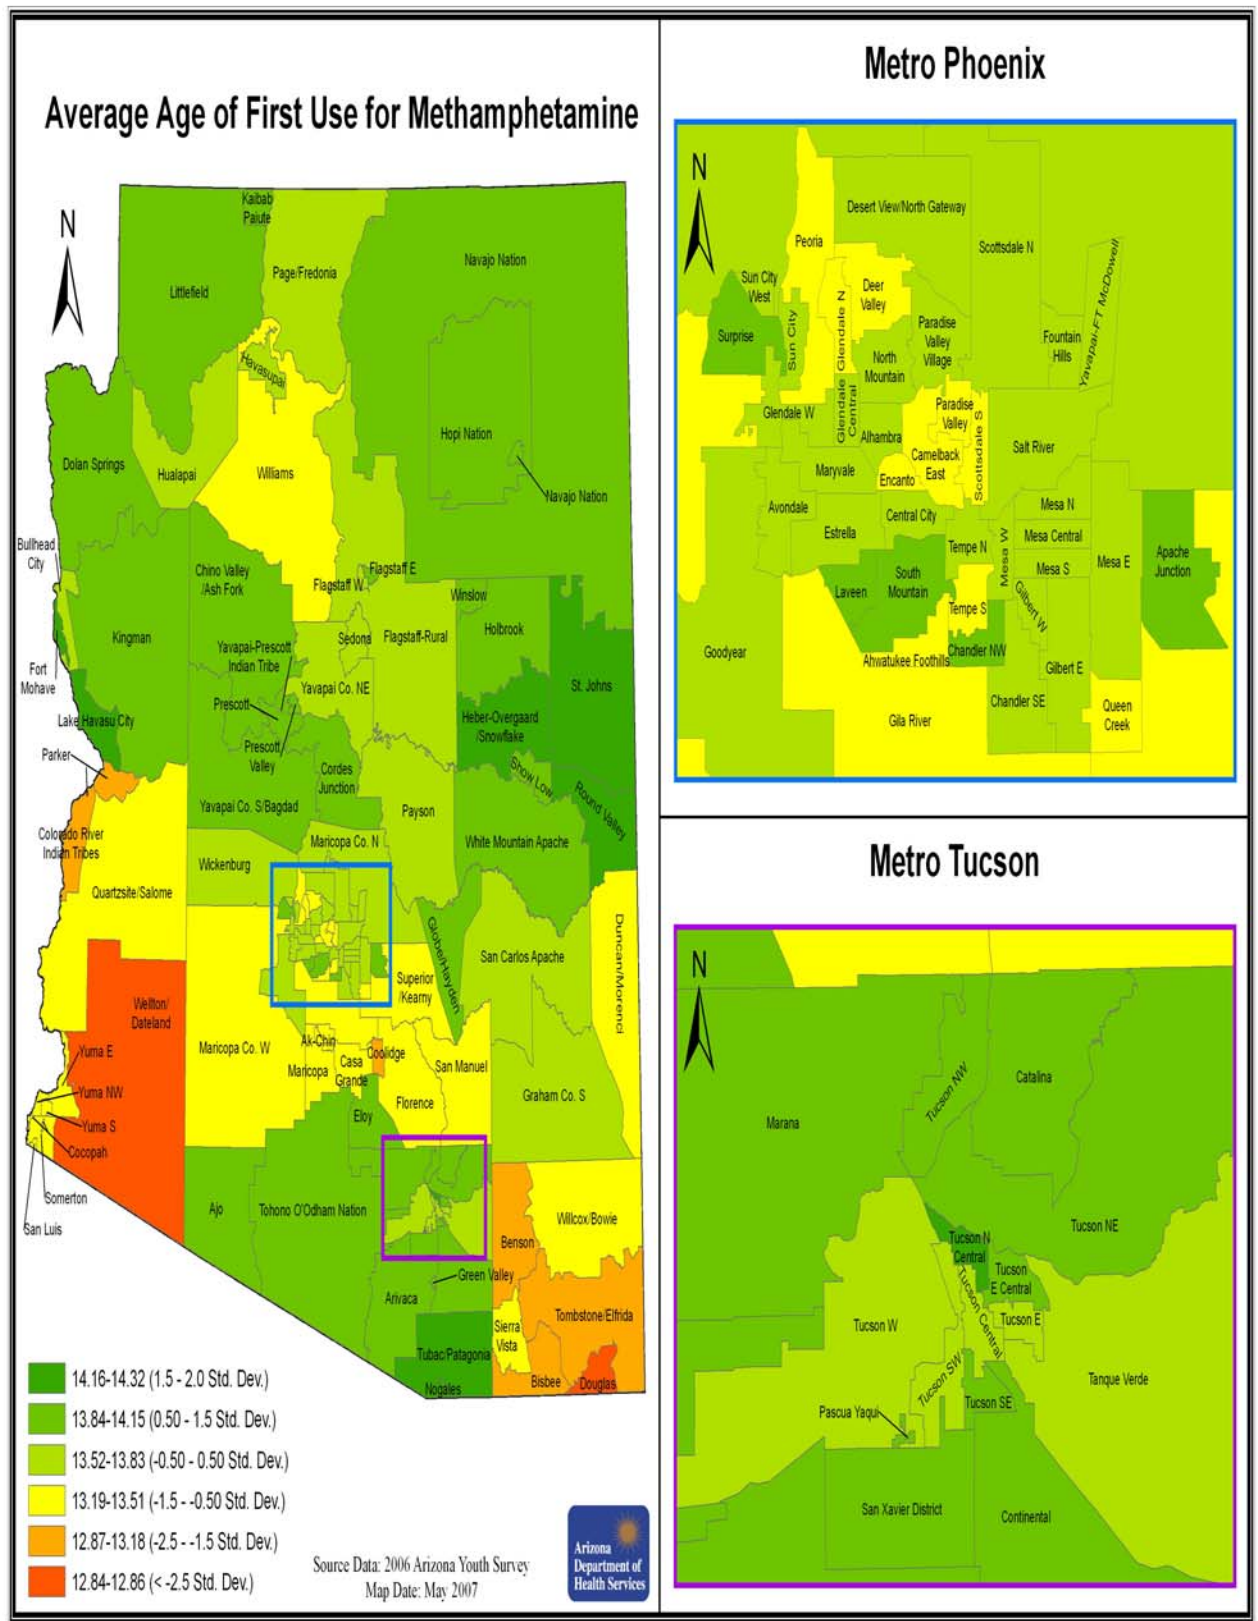 Average Age of First Use for Methamphetamine
N
Kaibab
Paiute
Page/Fredonia
Navajo Nation
Littlefield
Havasupai
Hopi Nation
Dolan Springs
Hualapai
Williams
Navajo Nation
Bullhead
City
Chino Valley
/Ash Fork
Flagstaff W
Flagstaff E
Winslow
Kingman
Yavapai-Prescott
Indian Tribe
Sedona
Flagstaff-Rural
Holbrook
Fort
Mohave
Yavapai Co. NE
St. Johns
Prescott
Lake Havasu City
Heber-Overgaard
/Snowflake
Parker
Prescott
Valley
Cordes
Junction
Show Low
Round Valley
Yavapai Co. S/Bagdad
Payson
Colorado River
Indian Tribes
Maricopa Co. N
White Mountain Apache
Wickenburg
Quartzsite/Salome
Globe/Hayden
Duncan/Morenci
San Carlos Apache
Superior
/Kearny
Wellton/
Dateland
Maricopa Co. W
Ak-Chin
Maricopa
Casa
Grande
Coolidge
San Manuel
Yuma E
Yuma NW
Yuma S
Cocopah
Florence
Graham Co. S
Eloy
Somerton
San Luis
Ajo
Tohono O'Odham Nation
Willcox/Bowie
Benson
Green Valley
Arivaca
Tombstone/Elfrida
Sierra
Vista
Tubac/Patagonia
Nogales
Bisbee
Douglas
14.16-14.32 (1.5 - 2.0 Std. Dev.)
13.84-14.15 (0.50 - 1.5 Std. Dev.)
13.52-13.83 (-0.50 - 0.50 Std. Dev.)
13.19-13.51 (-1.5 - -0.50 Std. Dev.)
12.87-13.18 (-2.5 - -1.5 Std. Dev.)
12.84-12.86 (< -2.5 Std. Dev.)
Source Data: 2006 Arizona Youth Survey
Map Date: May 2007
Arizona
Department of
Health Services
Metro Phoenix
N
Desert View/North Gateway
Peoria
Scottsdale N
Sun City
West
Deer
Valley
Yavapai-FT McDowell
Surprise
Sun City
Glendale N
Paradise
Valley
Village
Fountain
Hills
North
Mountain
Glendale W
Glendale
Central
Paradise
Valley
Scottsdale S
Alhambra
Salt River
Camelback
East
Maryvale
Encanto
Avondale
Mesa N
Central City
Estrella
Mesa Central
Tempe N
Mesa W
Mesa E
Apache
Junction
Mesa S
South
Mountain
Laveen
Tempe S
Gilbert W
Goodyear
Ahwatukee Foothills
Chandler NW
Gilbert E
Chandler SE
Gila River
Queen
Creek
Metro Tucson
N
Tucson NW
Catalina
Marana
Tucson NE
Tucson N
Central
Tucson
E Central
Tucson Central
Tucson W
Tucson E
Tucson SW
Tanque Verde
Pascua Yaqui
Tucson SE
San Xavier District
Continental